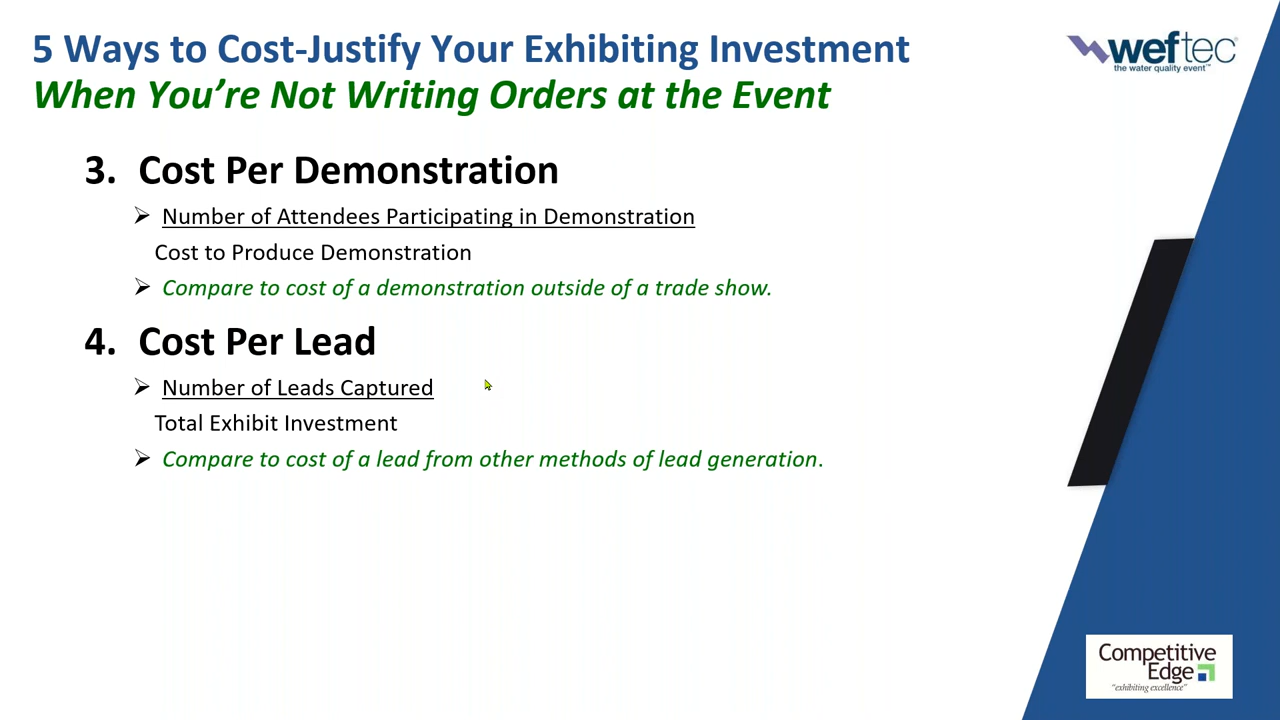 5 Ways to Cost-Justify Your Exhibiting Investment
When You're Not Writing Orders at the Event
weftec®
the water quality event™
3. Cost Per Demonstration
➢ Number of Attendees Participating in Demonstration
Cost to Produce Demonstration
➢ Compare to cost of a demonstration outside of a trade show.
4. Cost Per Lead
➢ Number of Leads Captured
Total Exhibit Investment
➢ Compare to cost of a lead from other methods of lead generation.
Competitive
Edge
"exhibiting excellence"